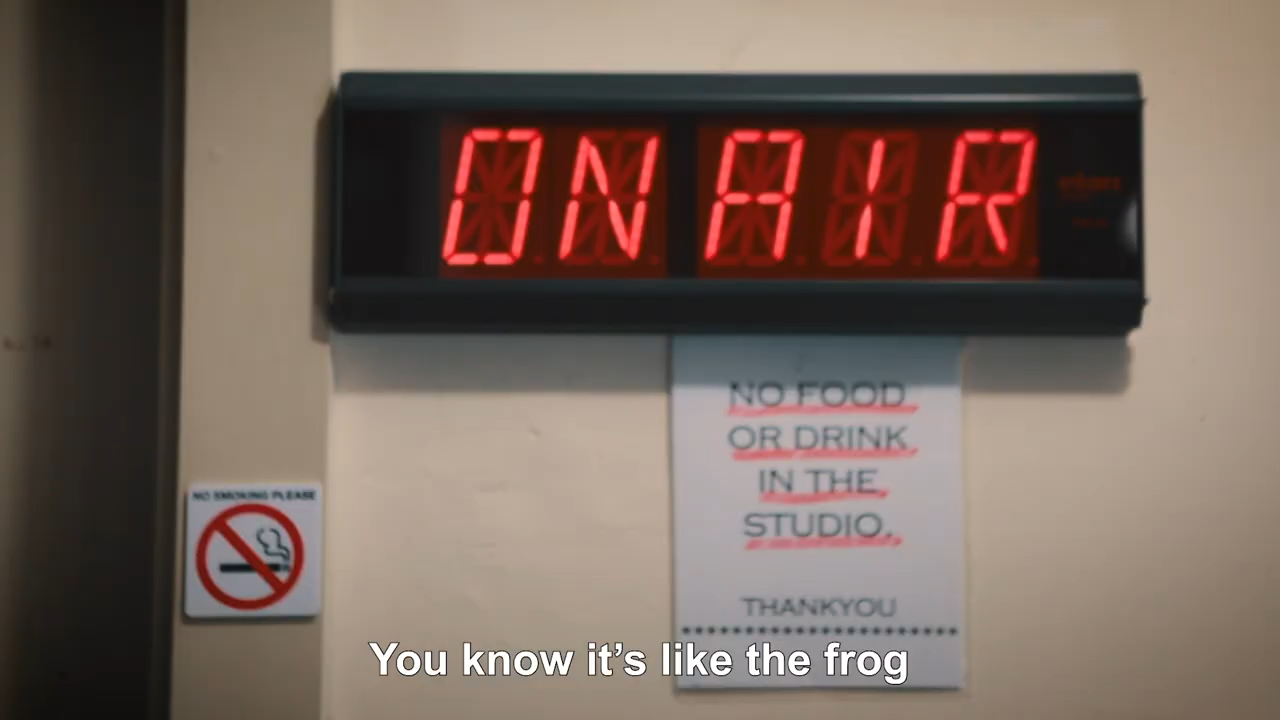 ON AIR
NO FOOD
OR DRINK
IN THE
STUDIO.
THANKYOU
NO SMOKING PLEASE
You know it's like the frog